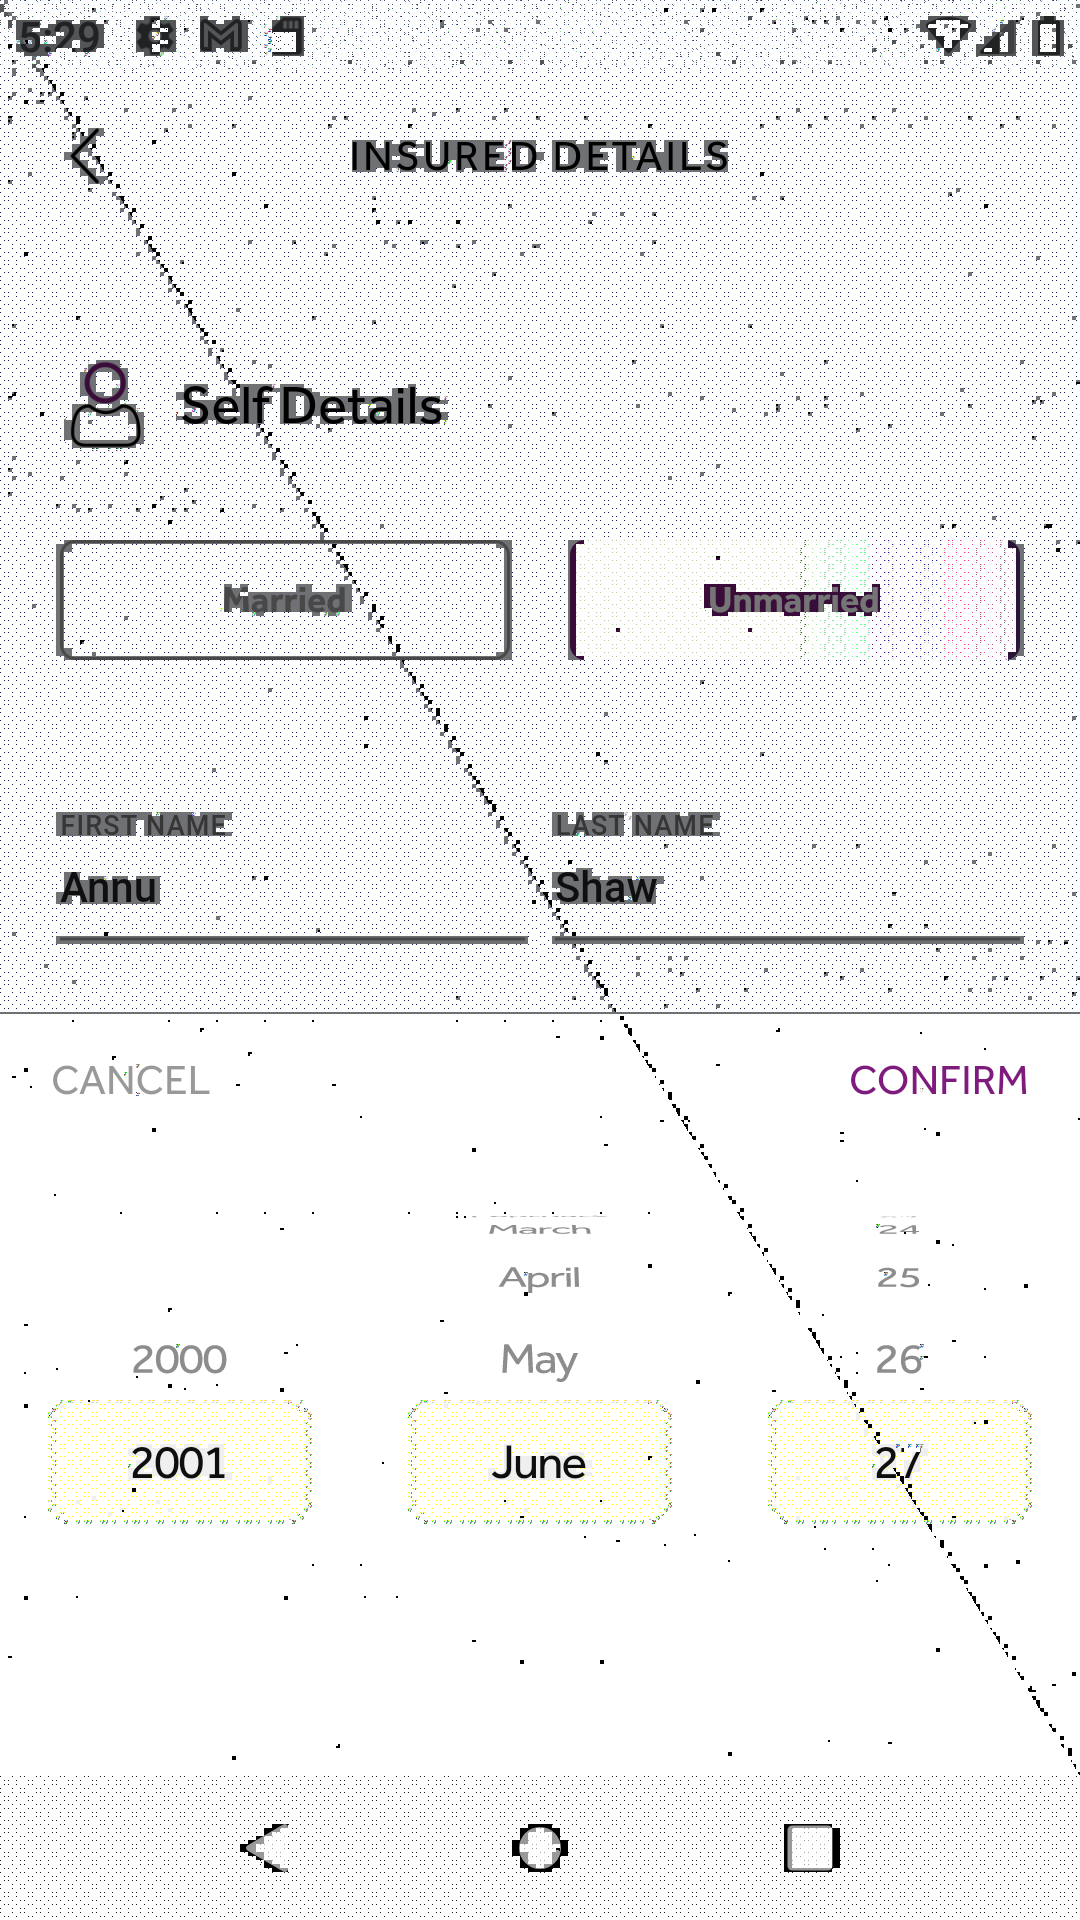 5:29 M
INSURED DETAILS
Self Details
Married Unmarried
FIRST NAME LAST NAME
Annu Shaw
CANCEL CONFIRM
March 24
April 25
2000 May 26
2001 June 27